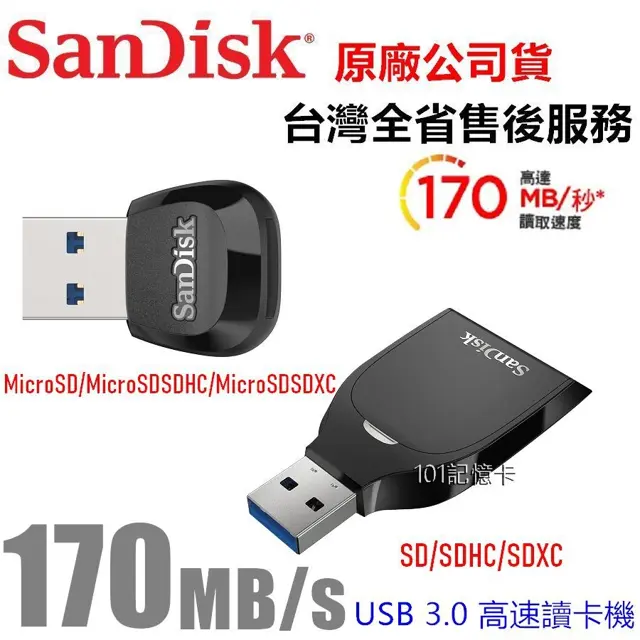 SanDisk® 原廠公司貨
台灣全省售後服務
170 高達 MB/秒* 讀取速度
SanDisk
SanDisk
MicroSD/MicroSDSDHC/MicroSDSDXC
101記憶卡
SD/SDHC/SDXC
170MB/S USB 3.0 高速讀卡機